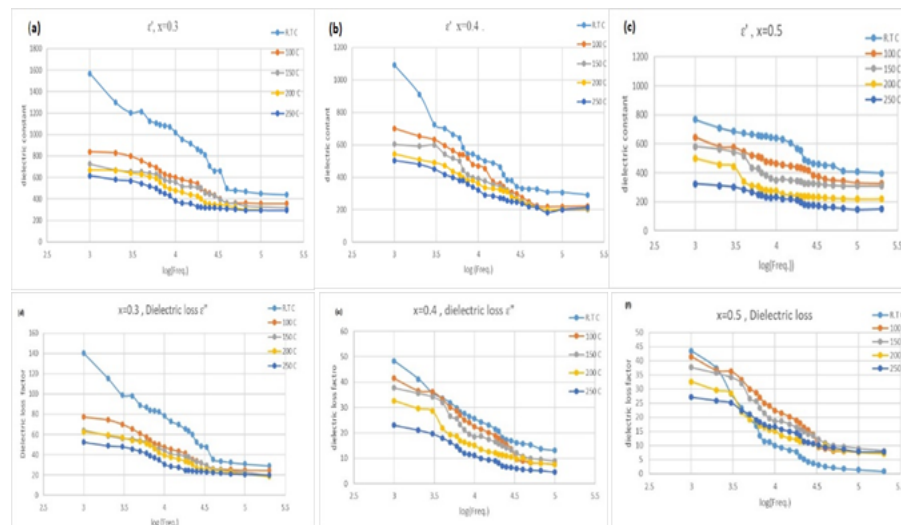 (a)
ε', x=0.3
R.T C
100 C
150 C
200 C
250 C
dielectric constant
1800
1600
1400
1200
1000
800
600
400
200
0
2.5 3 3.5 4 4.5 5 5.5
log(Freq.)
(b)
ε' x=0.4 .
R.T C
100 C
150 C
200 C
250 C
dielectric constant
1200
1000
800
600
400
200
0
2.5 3 3.5 4 4.5 5 5.5
log (Freq.)
(c)
ε' , x=0.5
R.T C
100 C
150 C
200 C
250 C
dielectric constant
1200
1000
800
600
400
200
0
2.5 3 3.5 4 4.5 5 5.5
log(Freq.))
(d)
x=0.3 , Dielectric loss ε"
R.T C
100 C
150 C
200 C
250 C
Dielectric loss factor
160
140
120
100
80
60
40
20
0
2.5 3 3.5 4 4.5 5 5.5
log(Freq.)
(e)
x=0.4 , dielectric loss ε"
R.T C
100 C
150 C
200 C
250 C
dielectric loss factro
60
50
40
30
20
10
0
2.5 3 3.5 4 4.5 5 5.5
log(Freq.)
(f)
x=0.5 , Dielectric loss
R.T C
100 C
150 C
200 C
250 C
dielectric loss factor
50
45
40
35
30
25
20
15
10
5
0
2.5 3 3.5 4 4.5 5 5.5
log(Freq.)